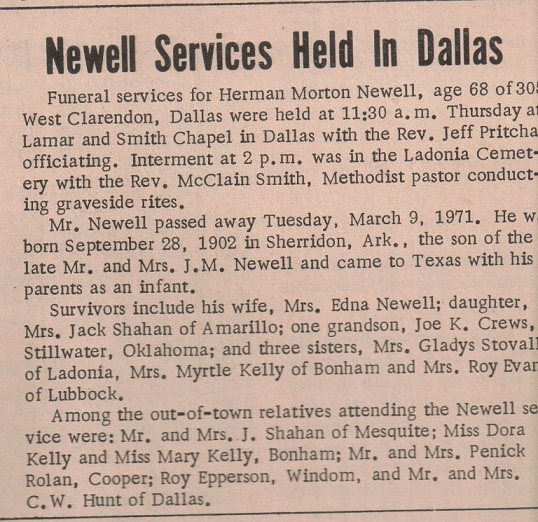 Newell Services Held In Dallas
Funeral services for Herman Morton Newell, age 68 of 305
West Clarendon, Dallas were held at 11:30 a.m. Thursday at
Lamar and Smith Chapel in Dallas with the Rev. Jeff Pritcha
officiating. Interment at 2 p.m. was in the Ladonia Cemet-
ery with the Rev. McClain Smith, Methodist pastor conduct-
ing graveside rites.
Mr. Newell passed away Tuesday, March 9, 1971. He wa
born September 28, 1902 in Sherridon, Ark., the son of the
late Mr. and Mrs. J.M. Newell and came to Texas with his
parents as an infant.
Survivors include his wife, Mrs. Edna Newell; daughter,
Mrs. Jack Shahan of Amarillo; one grandson, Joe K. Crews,
Stillwater, Oklahoma; and three sisters, Mrs. Gladys Stovall
of Ladonia, Mrs. Myrtle Kelly of Bonham and Mrs. Roy Evan
of Lubbock.
Among the out-of-town relatives attending the Newell se
vice were: Mr. and Mrs. J. Shahan of Mesquite; Miss Dora
Kelly and Miss Mary Kelly, Bonham; Mr. and Mrs. Penick
Rolan, Cooper; Roy Epperson, Windom, and Mr. and Mrs.
C.W. Hunt of Dallas.